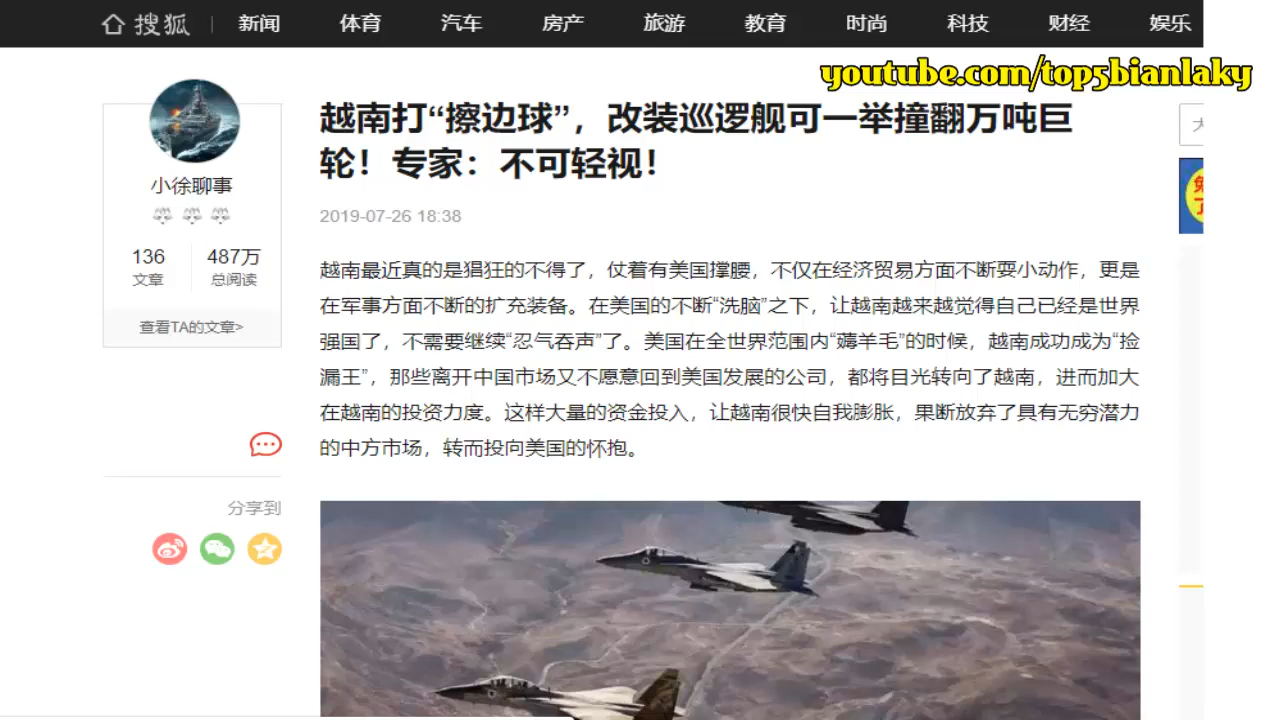 搜狐 | 新闻 体育 汽车 房产 旅游 教育 时尚 科技 财经 娱乐
youtube.com/top5bianlaky
越南打“擦边球”，改装巡逻舰可一举撞翻万吨巨
轮！专家：不可轻视！
小徐聊事
2019-07-26 18:38
136 487万
文章 总阅读
查看TA的文章>
越南最近真的是猖狂的不得了，仗着有美国撑腰，不仅在经济贸易方面不断耍小动作，更是
在军事方面不断的扩充装备。在美国的不断“洗脑”之下，让越南越来越觉得自己已经是世界
强国了，不需要继续“忍气吞声”了。美国在全世界范围内“薅羊毛”的时候，越南成功成为“捡
漏王”，那些离开中国市场又不愿意回到美国发展的公司，都将目光转向了越南，进而加大
在越南的投资力度。这样大量的资金投入，让越南很快自我膨胀，果断放弃了具有无穷潜力
的中方市场，转而投向美国的怀抱。
分享到